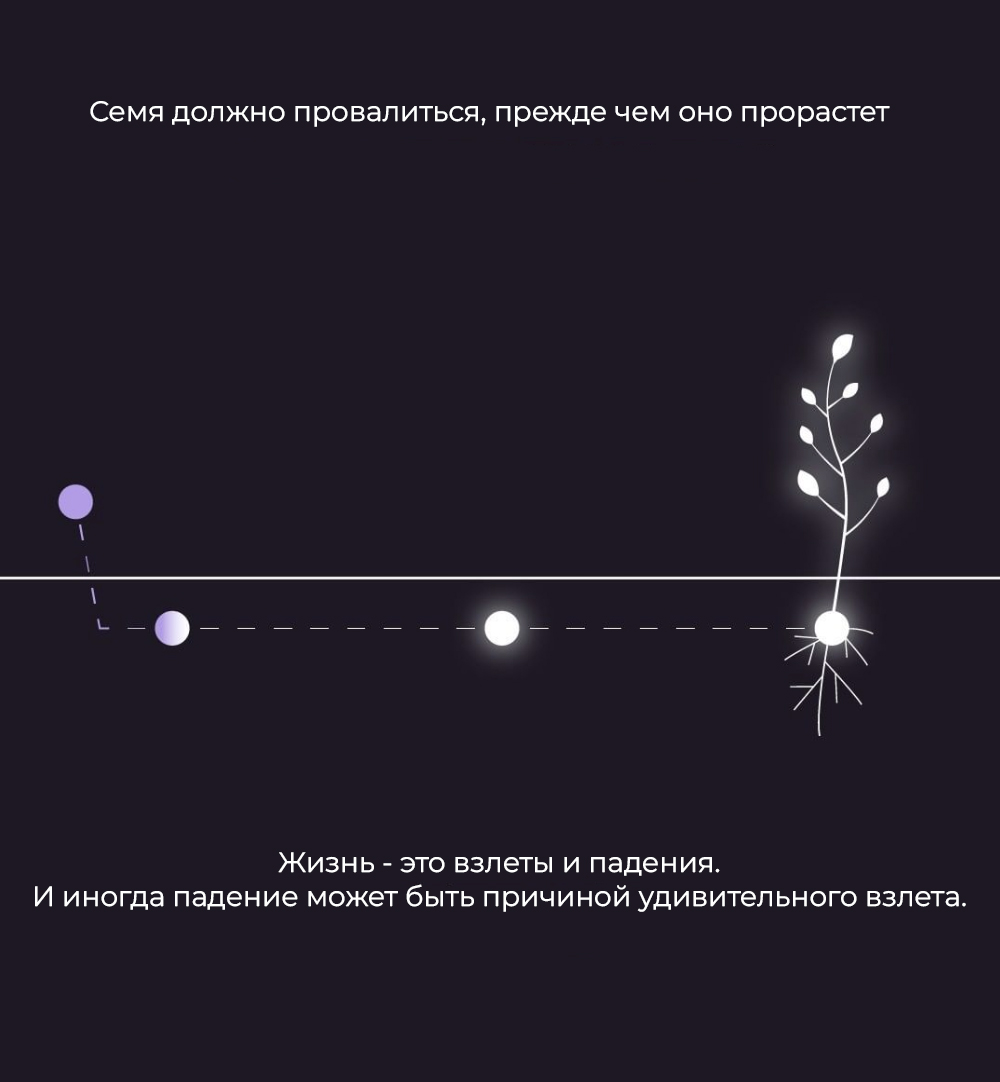 Семя должно провалиться, прежде чем оно прорастет
Жизнь - это взлеты и падения.
И иногда падение может быть причиной удивительного взлета.